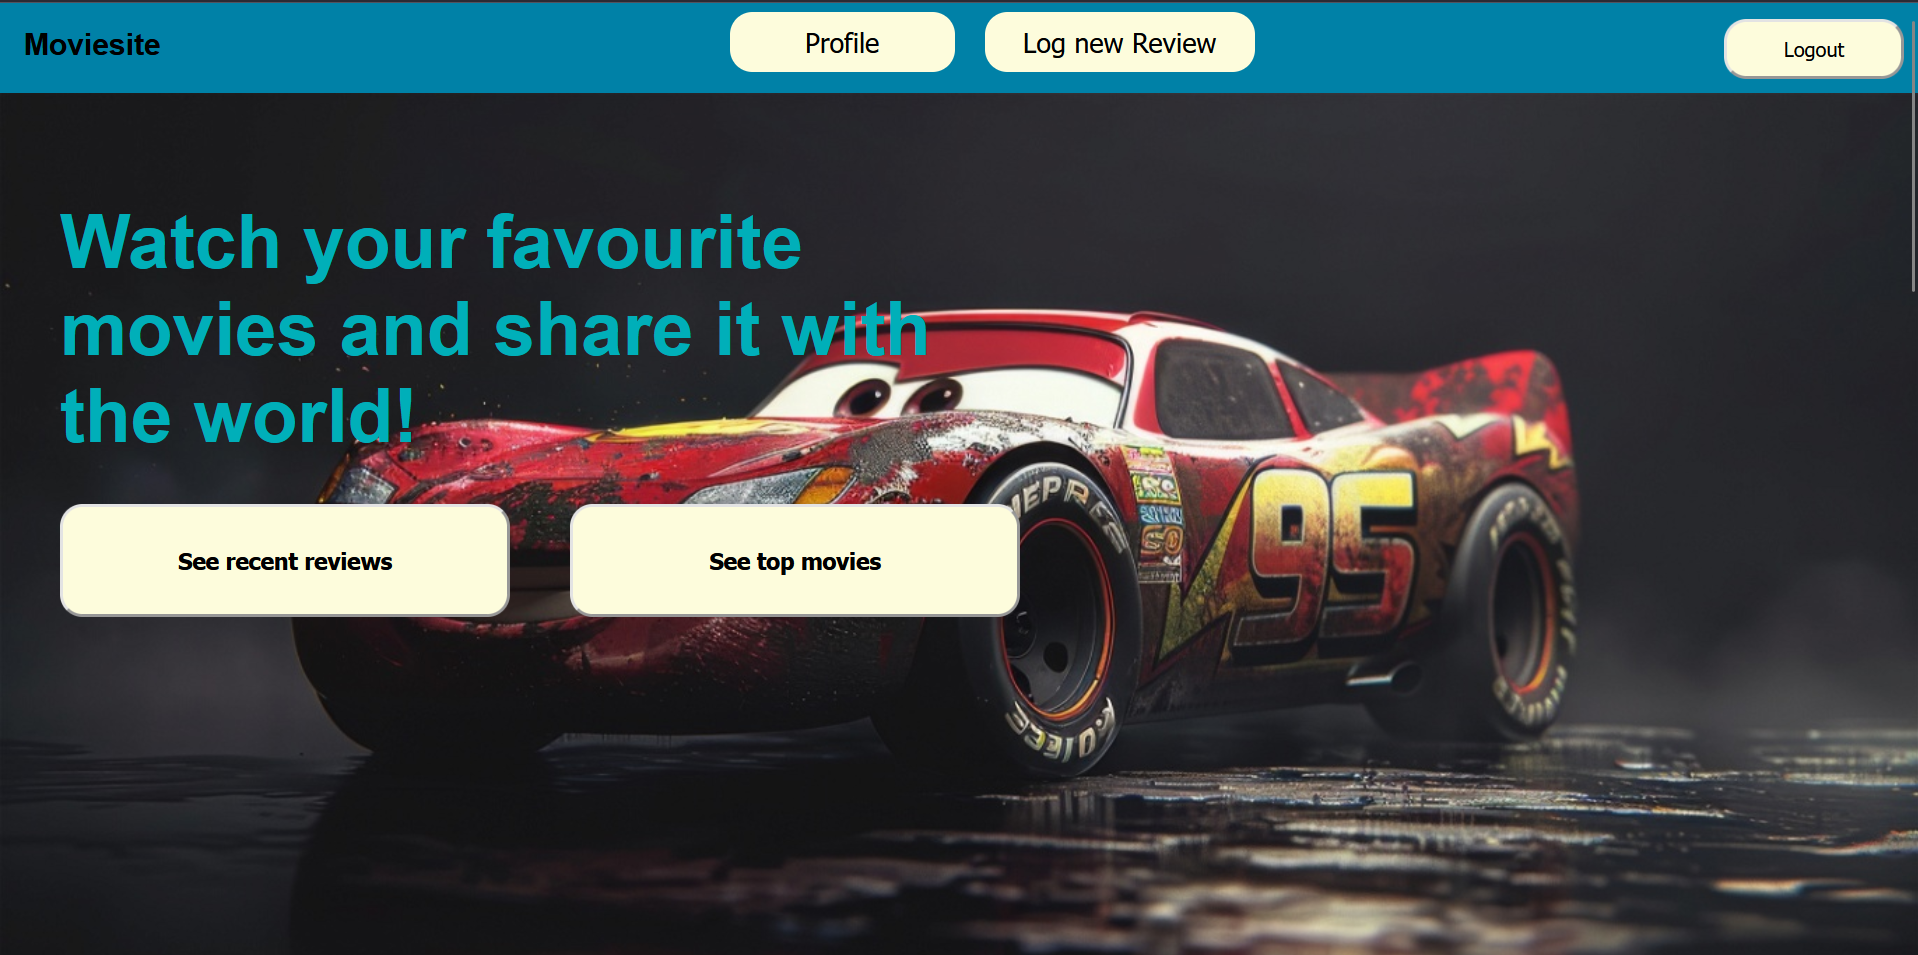 Moviesite
Profile
Log new Review
Logout
Watch your favourite
movies and share it with
the world!
See recent reviews
See top movies
95